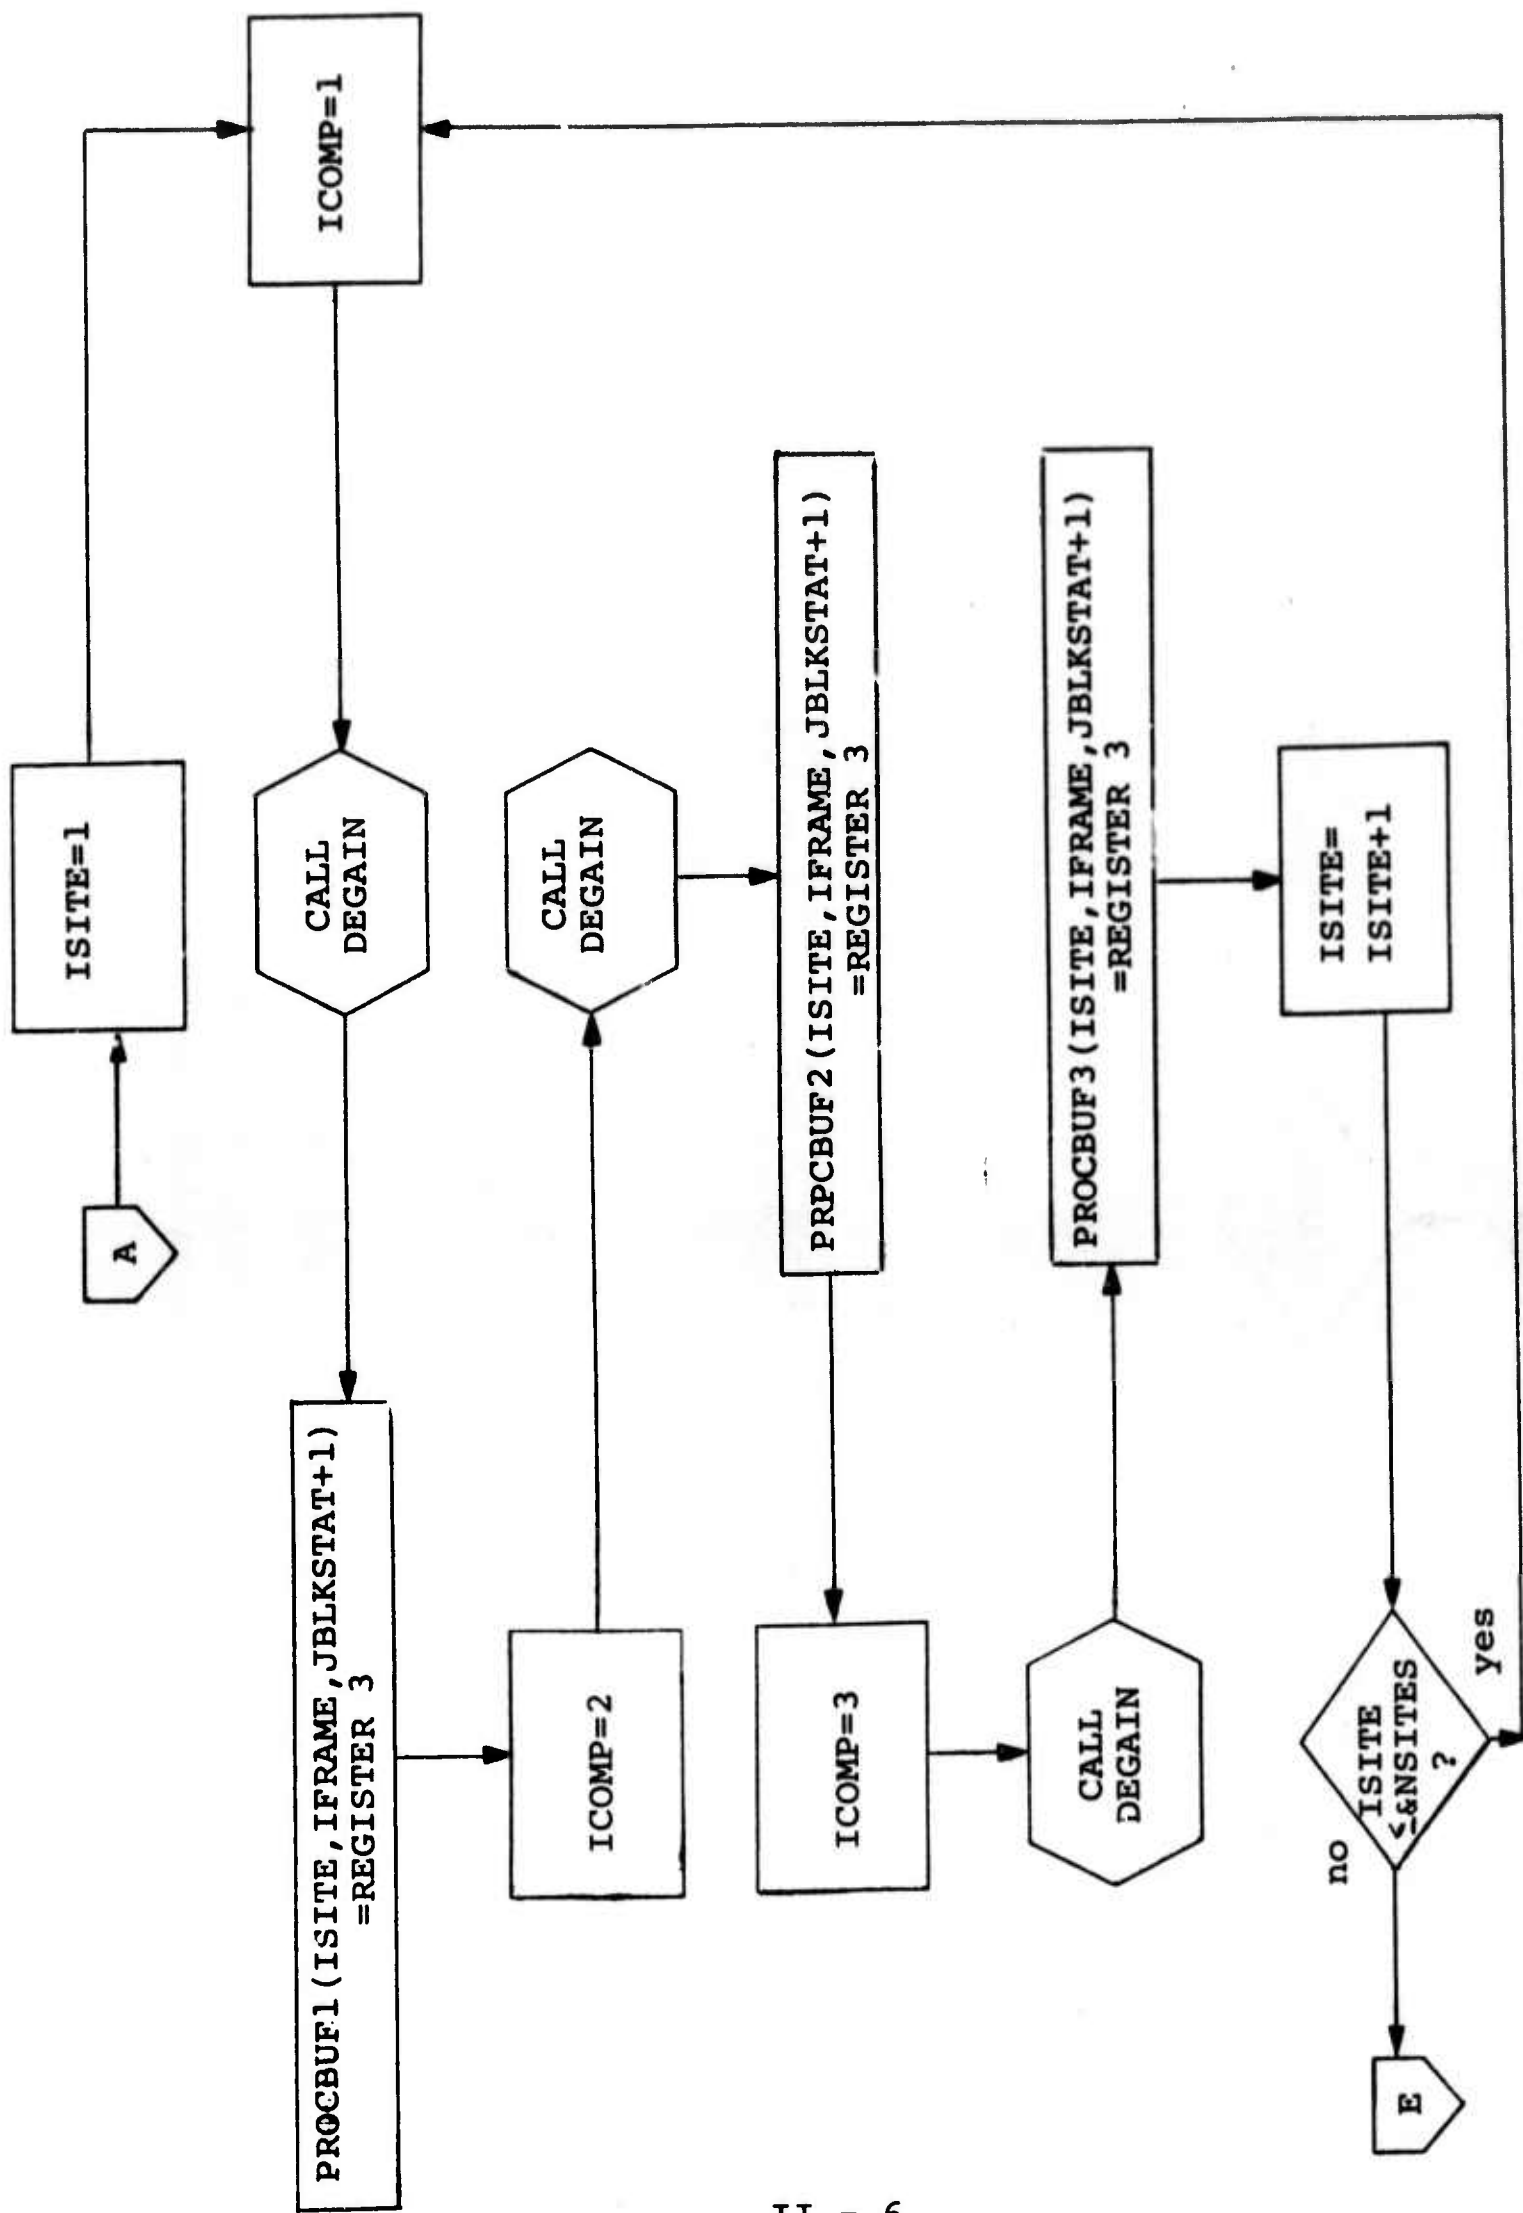 A
ISITE=1
ICOMP=1
CALL
DEGAIN
PROCBUF1(ISITE,IFRAME,JBLKSTAT+1)
=REGISTER 3
ICOMP=2
CALL
DEGAIN
PRPCBUF2(ISITE,IFRAME,JBLKSTAT+1)
=REGISTER 3
ICOMP=3
CALL
DEGAIN
PROCBUF3(ISITE,IFRAME,JBLKSTAT+1)
=REGISTER 3
ISITE=
ISITE+1
ISITE
≤&NSITES
?
yes
no
E